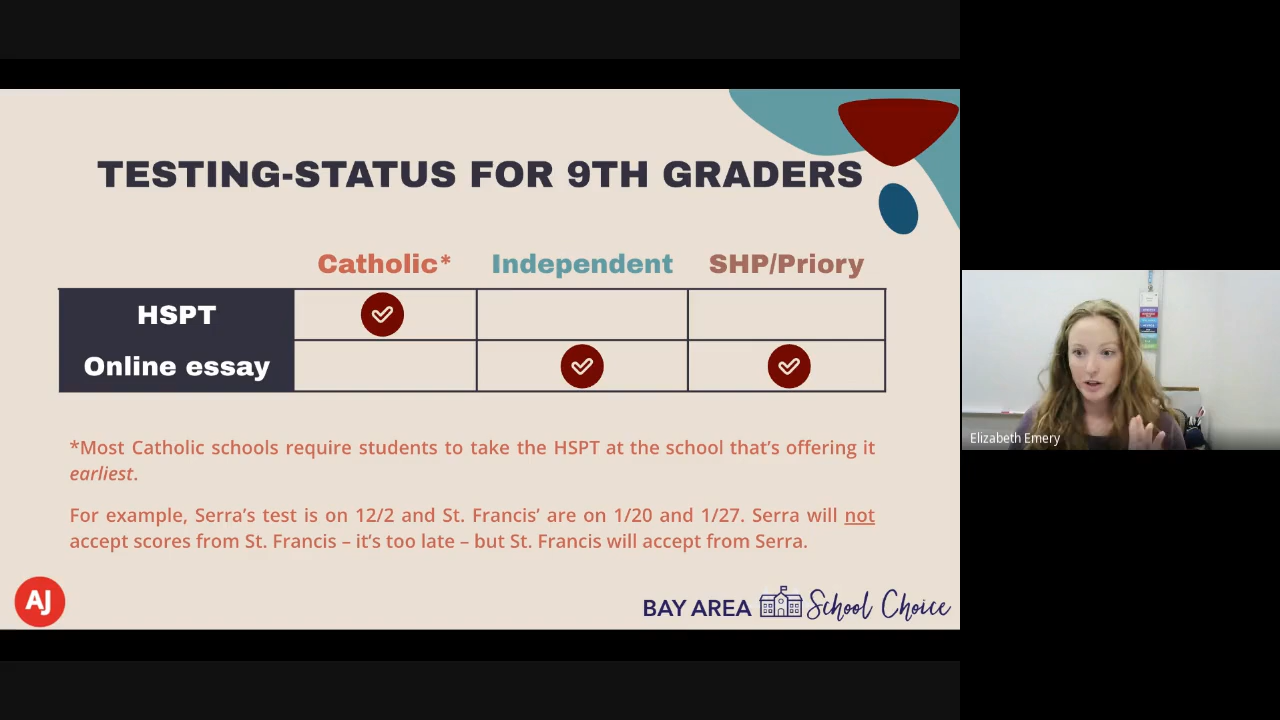 TESTING-STATUS FOR 9TH GRADERS
Catholic* Independent SHP/Priory
HSPT
Online essay
*Most Catholic schools require students to take the HSPT at the school that's offering it
earliest.
For example, Serra's test is on 12/2 and St. Francis' are on 1/20 and 1/27. Serra will not
accept scores from St. Francis – it's too late – but St. Francis will accept from Serra.
AJ
BAY AREA School Choice
Elizabeth Emery